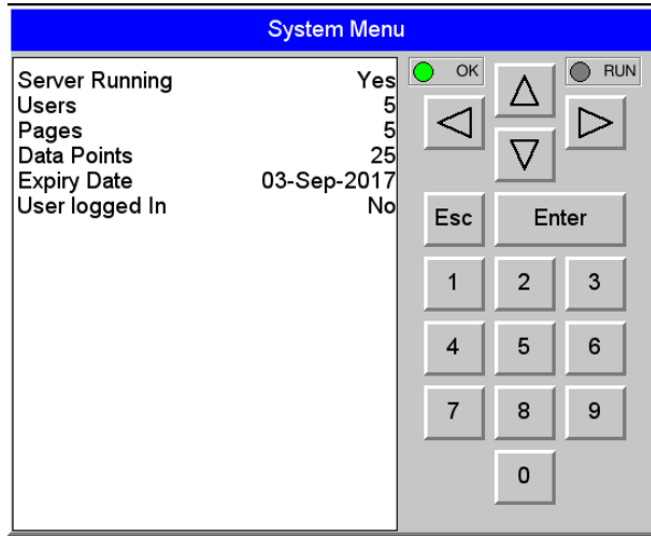 System Menu
Server Running Yes
Users 5
Pages 5
Data Points 25
Expiry Date 03-Sep-2017
User logged In No
OK
RUN
Esc
Enter
1 2 3
4 5 6
7 8 9
0